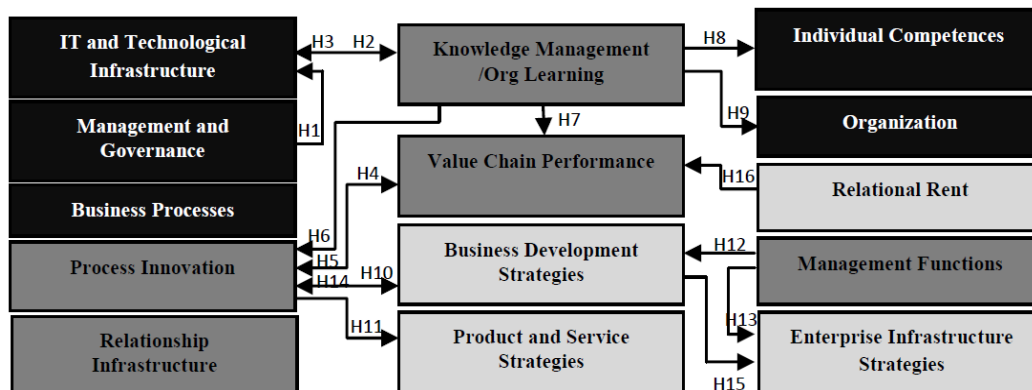 IT and Technological
Infrastructure
Management and
Governance
Business Processes
Process Innovation
Relationship
Infrastructure
H3
H2
H1
H4
H6
H5
H14
H10
H11
Knowledge Management
/Org Learning
H7
Value Chain Performance
Business Development
Strategies
Product and Service
Strategies
H8
H9
H16
H12
H13
H15
Individual Competences
Organization
Relational Rent
Management Functions
Enterprise Infrastructure
Strategies